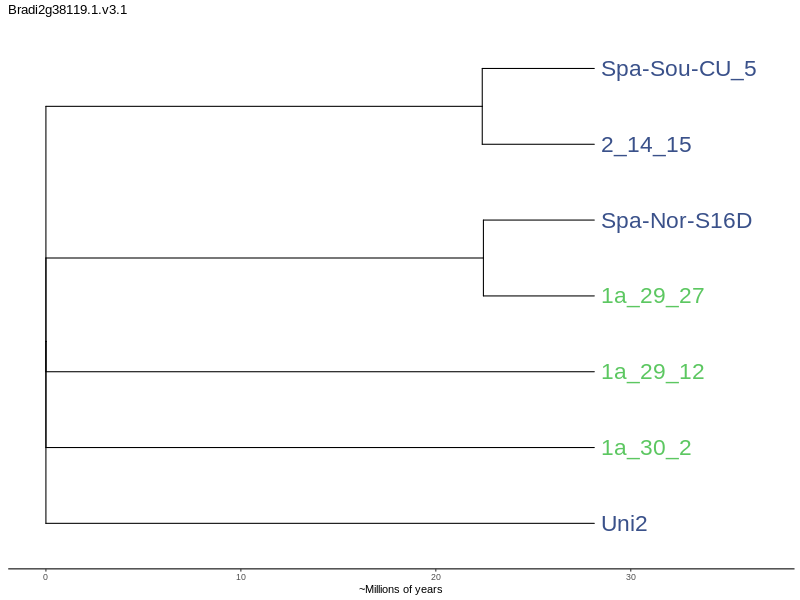 Bradi2g38119.1.v3.1
Spa-Sou-CU_5
2_14_15
Spa-Nor-S16D
1a_29_27
1a_29_12
1a_30_2
Uni2
0 10 20 30
~Millions of years